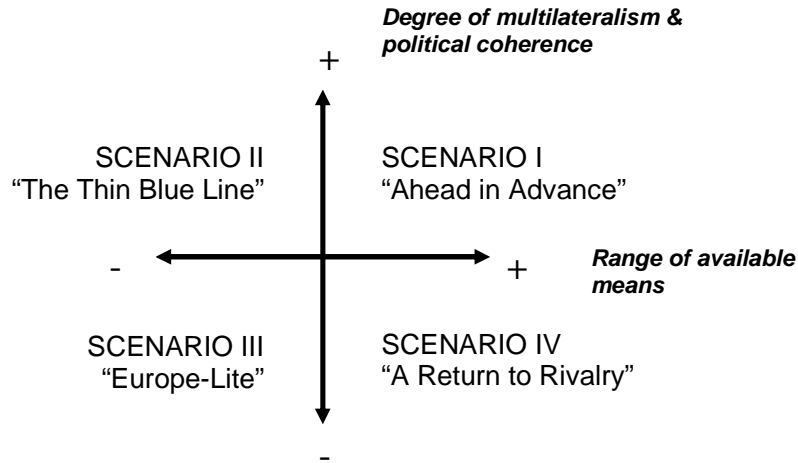 Degree of multilateralism &
political coherence
+
SCENARIO II
“The Thin Blue Line”
SCENARIO I
“Ahead in Advance”
-
+
Range of available
means
SCENARIO III
“Europe-Lite”
SCENARIO IV
“A Return to Rivalry”
-